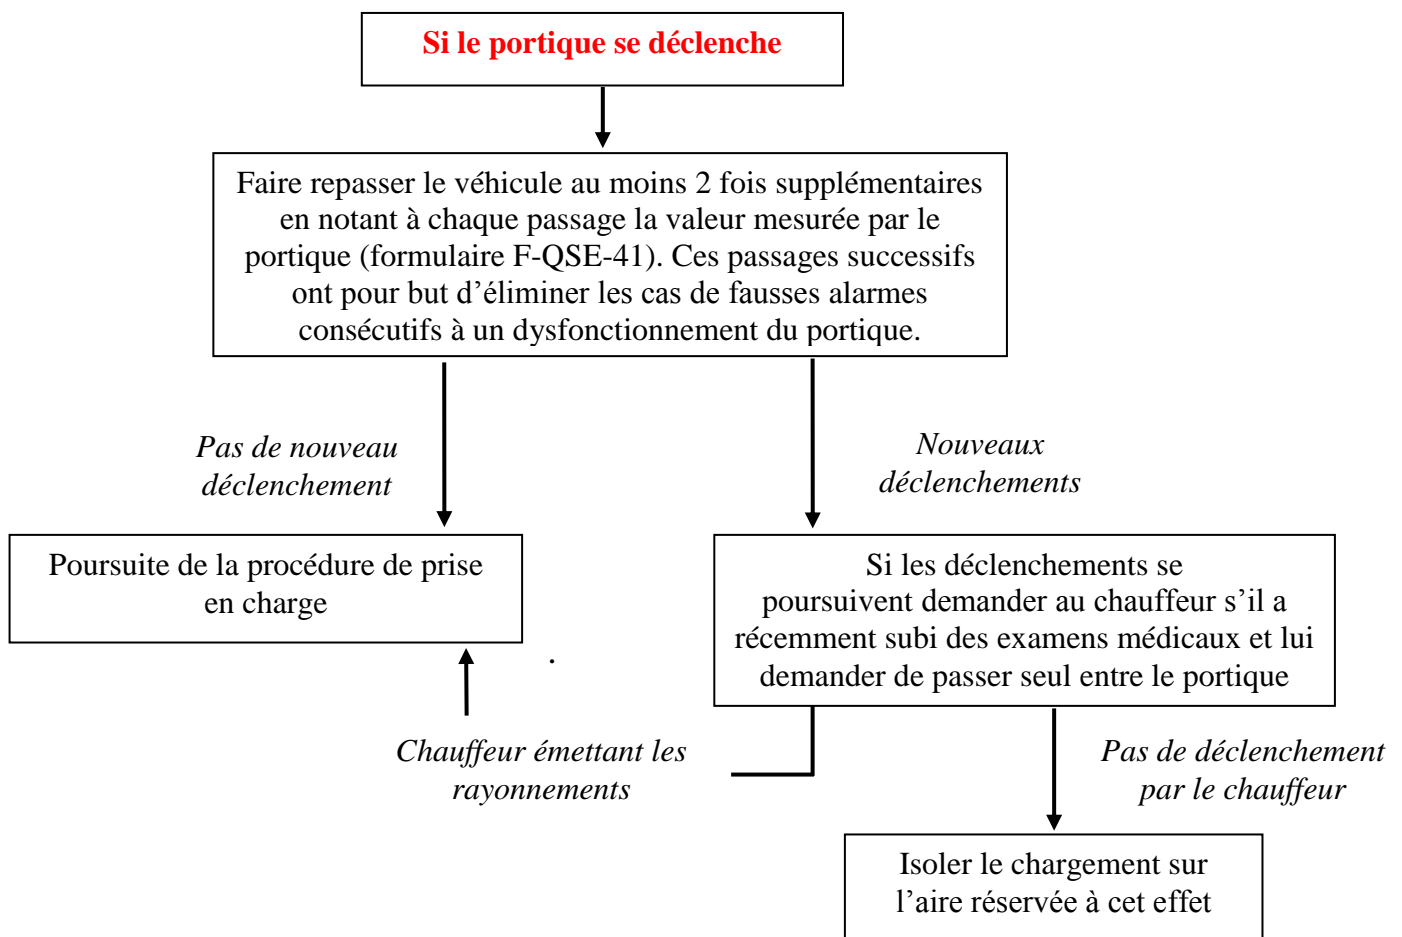 Si le portique se déclenche
Faire repasser le véhicule au moins 2 fois supplémentaires
en notant à chaque passage la valeur mesurée par le
portique (formulaire F-QSE-41). Ces passages successifs
ont pour but d’éliminer les cas de fausses alarmes
consécutifs à un dysfonctionnement du portique.
Pas de nouveau
déclenchement
Nouveaux
déclenchements
Poursuite de la procédure de prise
en charge
.
Si les déclenchements se
poursuivent demander au chauffeur s’il a
récemment subi des examens médicaux et lui
demander de passer seul entre le portique
Chauffeur émettant les
rayonnements
Pas de déclenchement
par le chauffeur
Isoler le chargement sur
l’aire réservée à cet effet